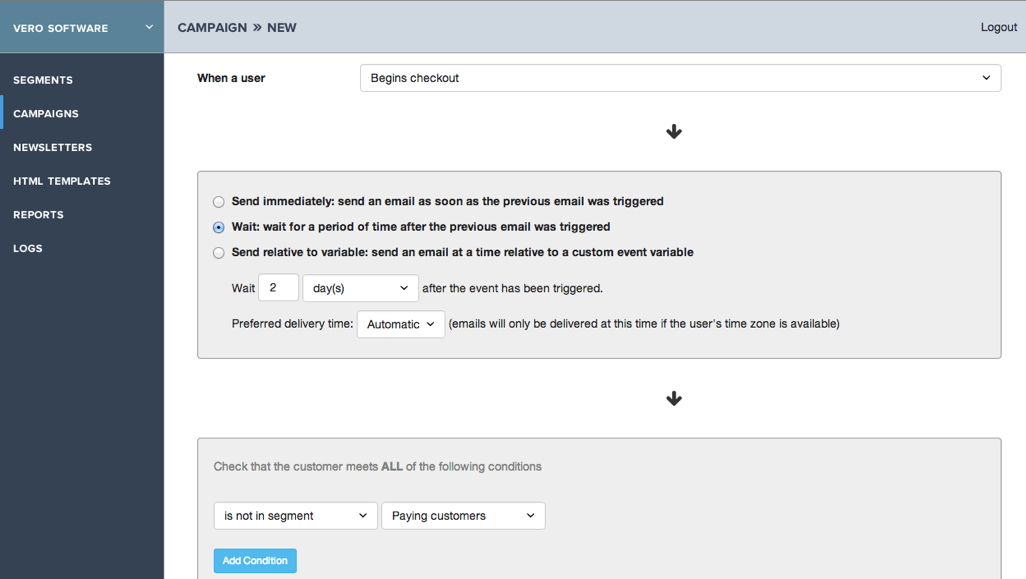 VERO SOFTWARE
CAMPAIGN » NEW
Logout
SEGMENTS
CAMPAIGNS
NEWSLETTERS
HTML TEMPLATES
REPORTS
LOGS
When a user Begins checkout
Send immediately: send an email as soon as the previous email was triggered
Wait: wait for a period of time after the previous email was triggered
Send relative to variable: send an email at a time relative to a custom event variable
Wait 2 day(s) after the event has been triggered.
Preferred delivery time: Automatic (emails will only be delivered at this time if the user's time zone is available)
Check that the customer meets ALL of the following conditions
is not in segment Paying customers
Add Condition